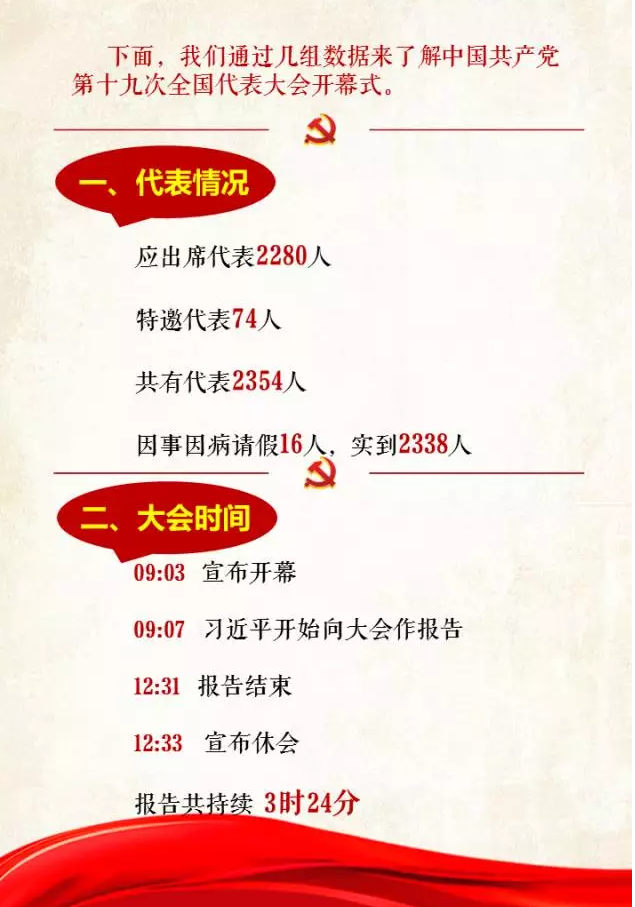 下面，我们通过几组数据来了解中国共产党
第十九次全国代表大会开幕式。
一、代表情况
应出席代表2280人
特邀代表74人
共有代表2354人
因事因病请假16人，实到2338人
二、大会时间
09:03 宣布开幕
09:07 习近平开始向大会作报告
12:31 报告结束
12:33 宣布休会
报告共持续 3时24分